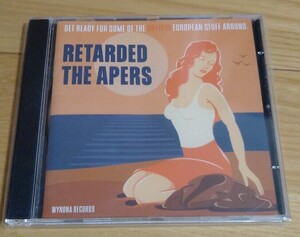 GET READY FOR SOME OF THE EUROPEAN STUFF AROUND
RETARDED
THE APERS
WYNONA RECORDS